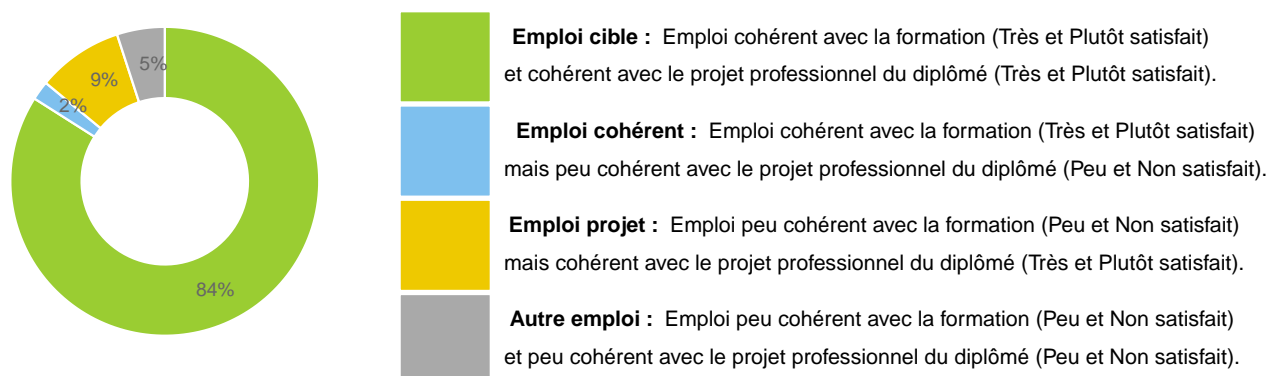 5%
9%
2%
84%
Emploi cible : Emploi cohérent avec la formation (Très et Plutôt satisfait)
et cohérent avec le projet professionnel du diplômé (Très et Plutôt satisfait).
Emploi cohérent : Emploi cohérent avec la formation (Très et Plutôt satisfait)
mais peu cohérent avec le projet professionnel du diplômé (Peu et Non satisfait).
Emploi projet : Emploi peu cohérent avec la formation (Peu et Non satisfait)
mais cohérent avec le projet professionnel du diplômé (Très et Plutôt satisfait).
Autre emploi : Emploi peu cohérent avec la formation (Peu et Non satisfait)
et peu cohérent avec le projet professionnel du diplômé (Peu et Non satisfait).